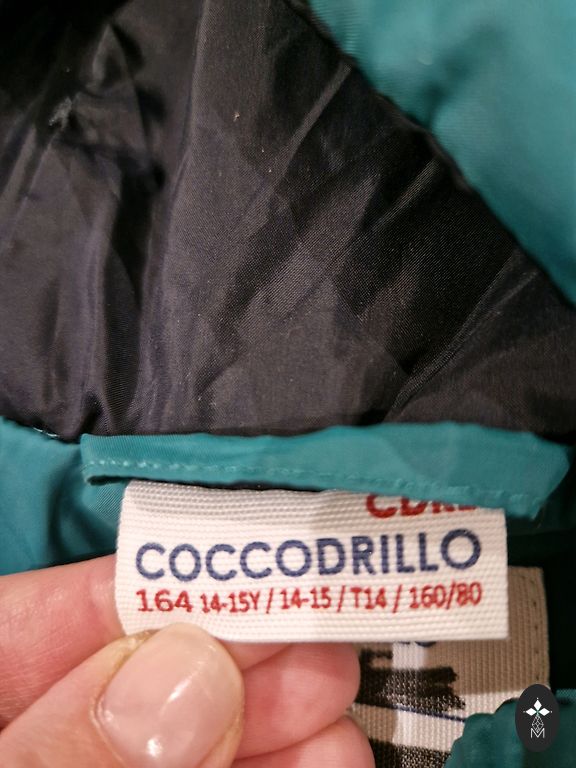 COCCODRILLO
164 14-15Y / 14-15 / T14 / 160/80